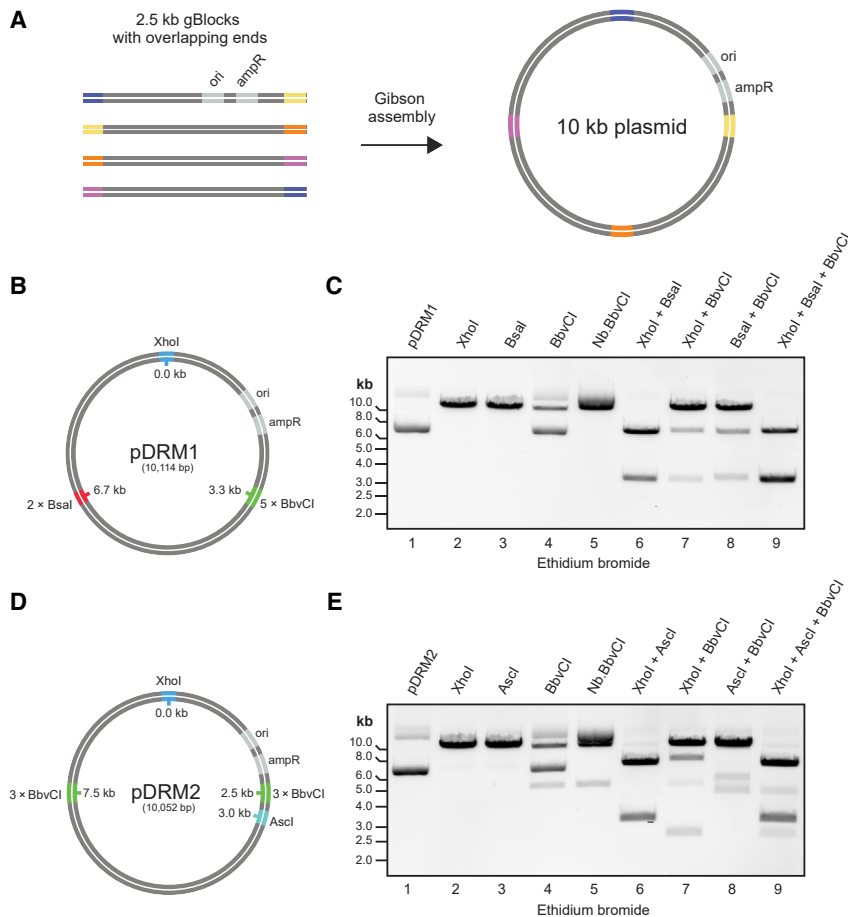 A
2.5 kb gBlocks
with overlapping ends
ori
ampR
Gibson
assembly
10 kb plasmid
ori
ampR
B
XhoI
0.0 kb
ori
ampR
pDRM1
(10,114 bp)
6.7 kb
3.3 kb
2 × BsaI
5 × BbvCI
C
pDRM1
XhoI
BsaI
BbvCI
Nb.BbvCI
XhoI + BsaI
XhoI + BbvCI
BsaI + BbvCI
XhoI + BsaI + BbvCI
kb
10.0
8.0
6.0
5.0
4.0
3.0
2.5
2.0
1 2 3 4 5 6 7 8 9
Ethidium bromide
D
XhoI
0.0 kb
ori
ampR
3 × BbvCI
7.5 kb
pDRM2
(10,052 bp)
2.5 kb
3 × BbvCI
3.0 kb
AscI
E
pDRM2
XhoI
AscI
BbvCI
Nb.BbvCI
XhoI + AscI
XhoI + BbvCI
AscI + BbvCI
XhoI + AscI + BbvCI
kb
10.0
8.0
6.0
5.0
4.0
3.0
2.5
2.0
1 2 3 4 5 6 7 8 9
Ethidium bromide